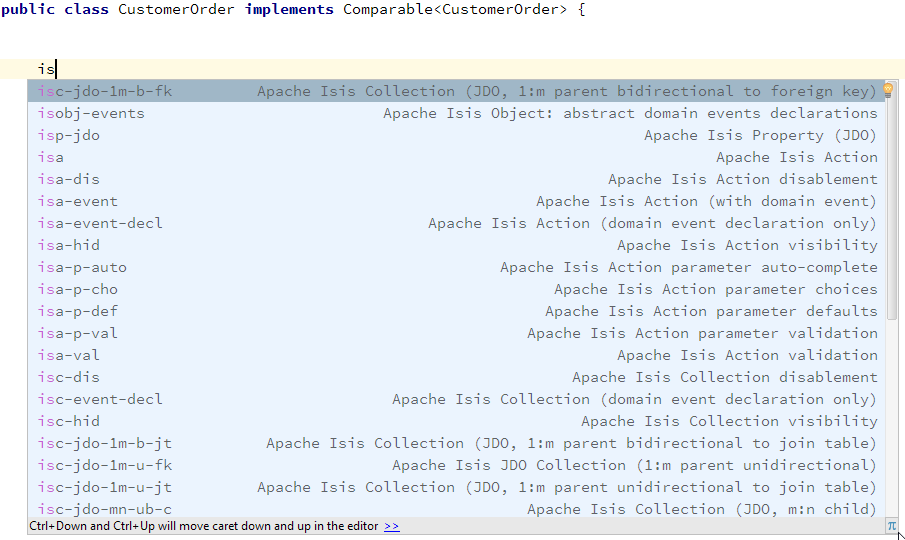 public class CustomerOrder implements Comparable<CustomerOrder> {
is
isc-jdo-1m-b-fk Apache Isis Collection (JDO, 1:m parent bidirectional to foreign key)
isobj-events Apache Isis Object: abstract domain events declarations
isp-jdo Apache Isis Property (JDO)
isa Apache Isis Action
isa-dis Apache Isis Action disablement
isa-event Apache Isis Action (with domain event)
isa-event-decl Apache Isis Action (domain event declaration only)
isa-hid Apache Isis Action visibility
isa-p-auto Apache Isis Action parameter auto-complete
isa-p-cho Apache Isis Action parameter choices
isa-p-def Apache Isis Action parameter defaults
isa-p-val Apache Isis Action parameter validation
isa-val Apache Isis Action validation
isc-dis Apache Isis Collection disablement
isc-event-decl Apache Isis Collection (domain event declaration only)
isc-hid Apache Isis Collection visibility
isc-jdo-1m-b-jt Apache Isis Collection (JDO, 1:m parent bidirectional to join table)
isc-jdo-1m-u-fk Apache Isis JDO Collection (1:m parent unidirectional)
isc-jdo-1m-u-jt Apache Isis Collection (JDO, 1:m parent unidirectional to join table)
isc-jdo-mn-ub-c Apache Isis Collection (JDO, m:n child)
Ctrl+Down and Ctrl+Up will move caret down and up in the editor >> π